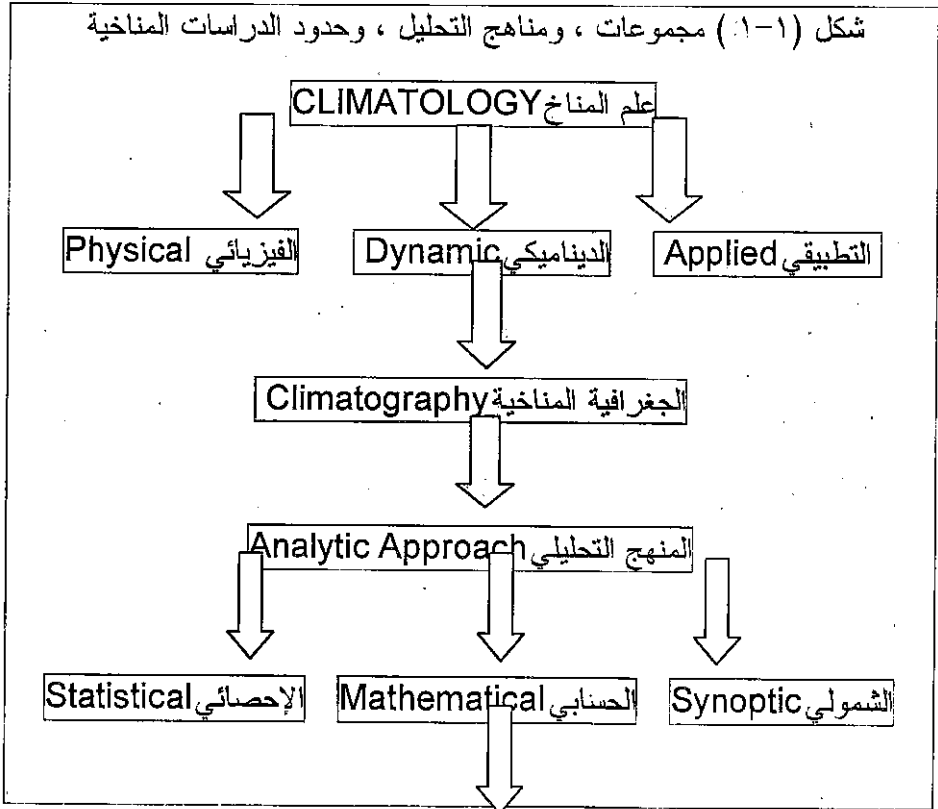 شكل (١-١) مجموعات ، ومناهج التحليل ، وحدود الدراسات المناخية
علم المناخ CLIMATOLOGY
التطبيقي Applied
الديناميكي Dynamic
الفيزيائي Physical
الجغرافية المناخية Climatography
المنهج التحليلي Analytic Approach
الشمولي Synoptic
الحسابي Mathematical
الإحصائي Statistical